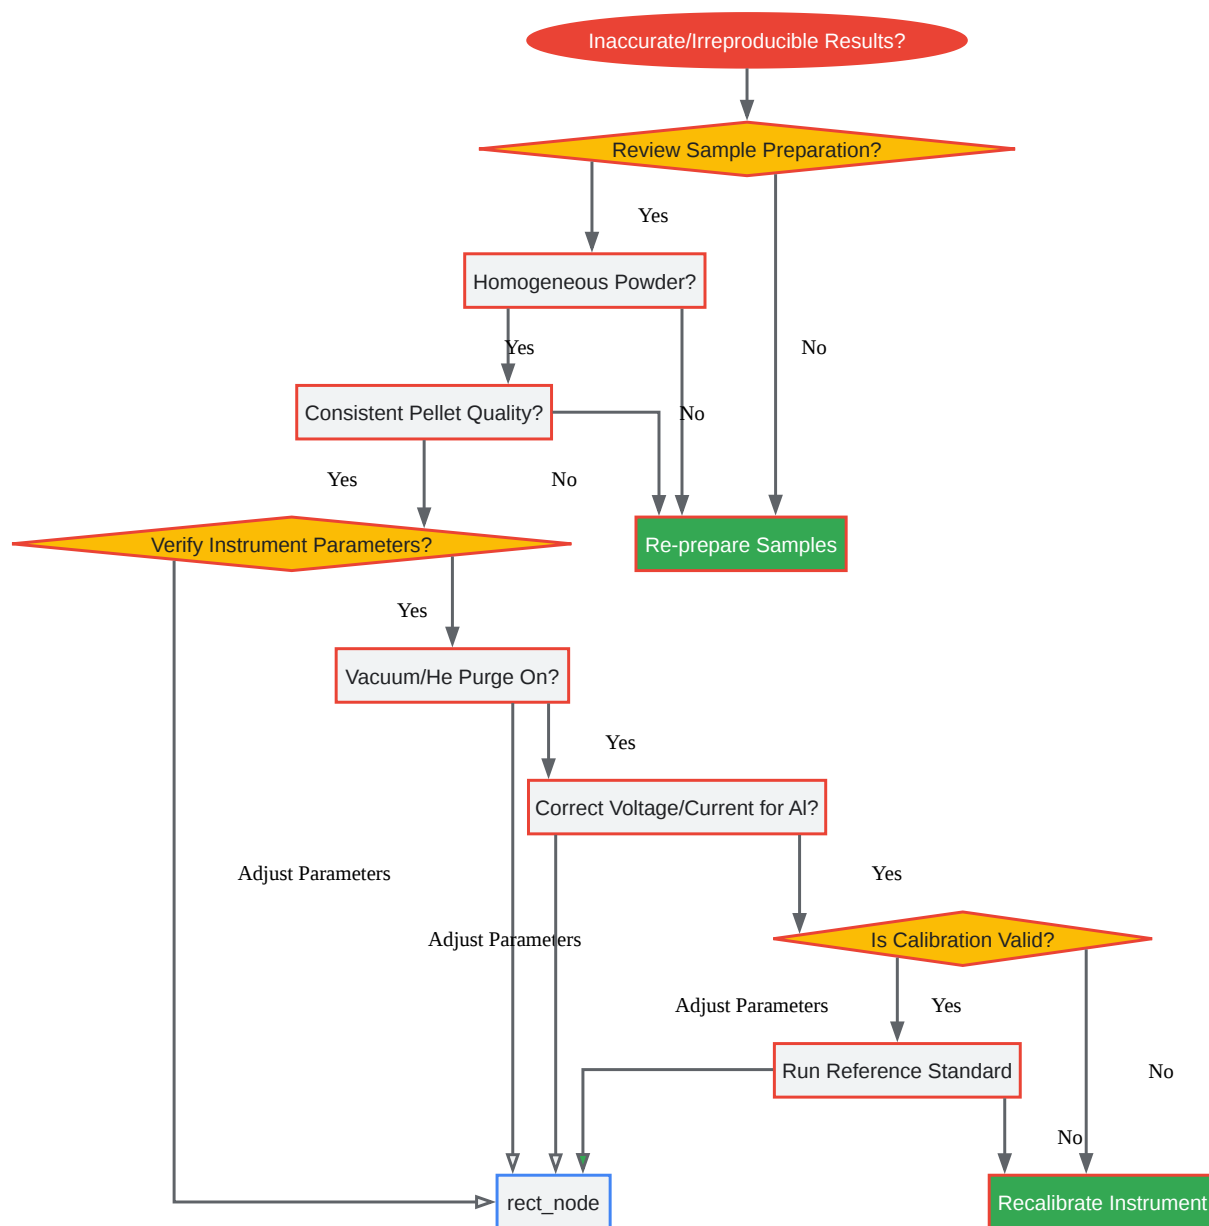 Inaccurate/Irreproducible Results?
Review Sample Preparation?
Yes
Homogeneous Powder?
Yes
No
Consistent Pellet Quality?
No
Yes
No
Verify Instrument Parameters?
Re-prepare Samples
Yes
Vacuum/He Purge On?
Yes
Correct Voltage/Current for Al?
Adjust Parameters
Yes
Adjust Parameters
Is Calibration Valid?
Adjust Parameters
Yes
Run Reference Standard
No
No
rect_node
Recalibrate Instrument